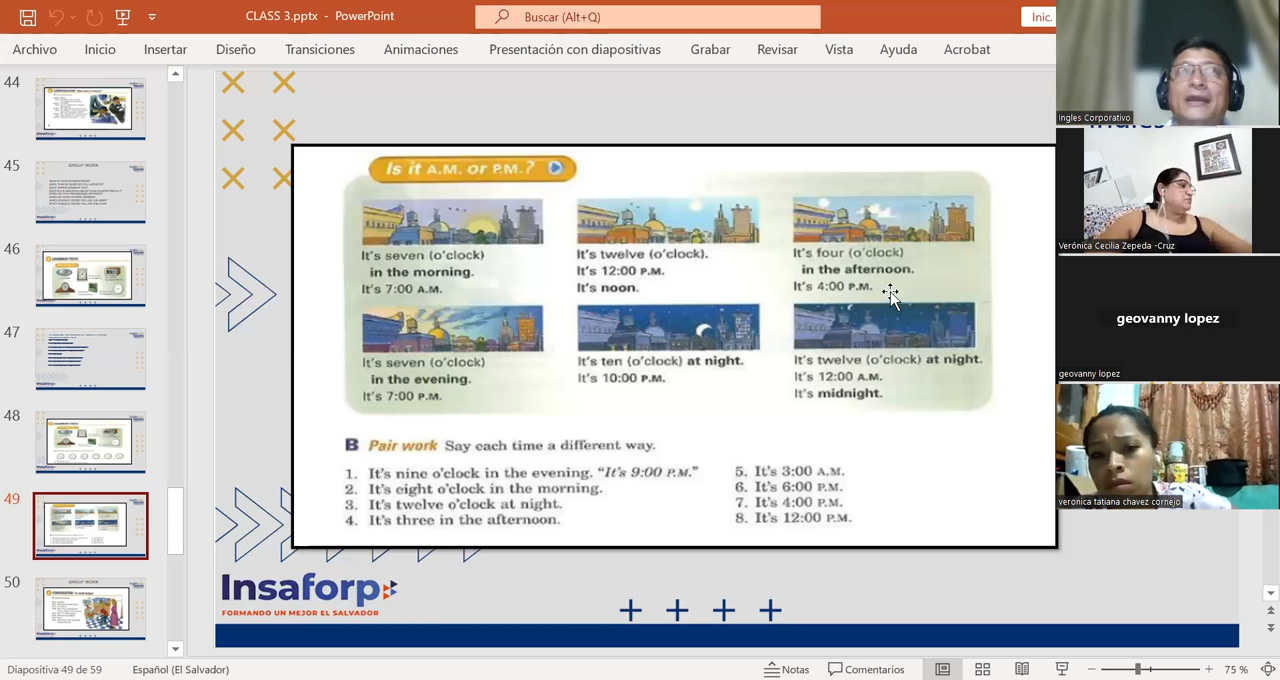 CLASS 3.pptx - PowerPoint
Buscar (Alt+Q)
Inic.
Archivo Inicio Insertar Diseño Transiciones Animaciones Presentación con diapositivas Grabar Revisar Vista Ayuda Acrobat
44
45
GROUP WORK
46
47
48
49
50
GROUP WORK
Is it A.M. or P.M.?
It's seven (o'clock)
in the morning.
It's 7:00 A.M.
It's twelve (o'clock).
It's 12:00 P.M.
It's noon.
It's four (o'clock)
in the afternoon.
It's 4:00 P.M.
It's seven (o'clock)
in the evening.
It's 7:00 P.M.
It's ten (o'clock) at night.
It's 10:00 P.M.
It's twelve (o'clock) at night.
It's 12:00 A.M.
It's midnight.
B Pair work Say each time a different way.
1. It's nine o'clock in the evening. "It's 9:00 P.M."
2. It's eight o'clock in the morning.
3. It's twelve o'clock at night.
4. It's three in the afternoon.
5. It's 3:00 A.M.
6. It's 6:00 P.M.
7. It's 4:00 P.M.
8. It's 12:00 P.M.
Insaforp
FORMANDO UN MEJOR EL SALVADOR
Ingles Corporativo
Verónica Cecilia Zepeda -Cruz
geovanny lopez
geovanny lopez
veronica tatiana chavez cornejo
Diapositiva 49 de 59 Español (El Salvador) Notas Comentarios 75 %